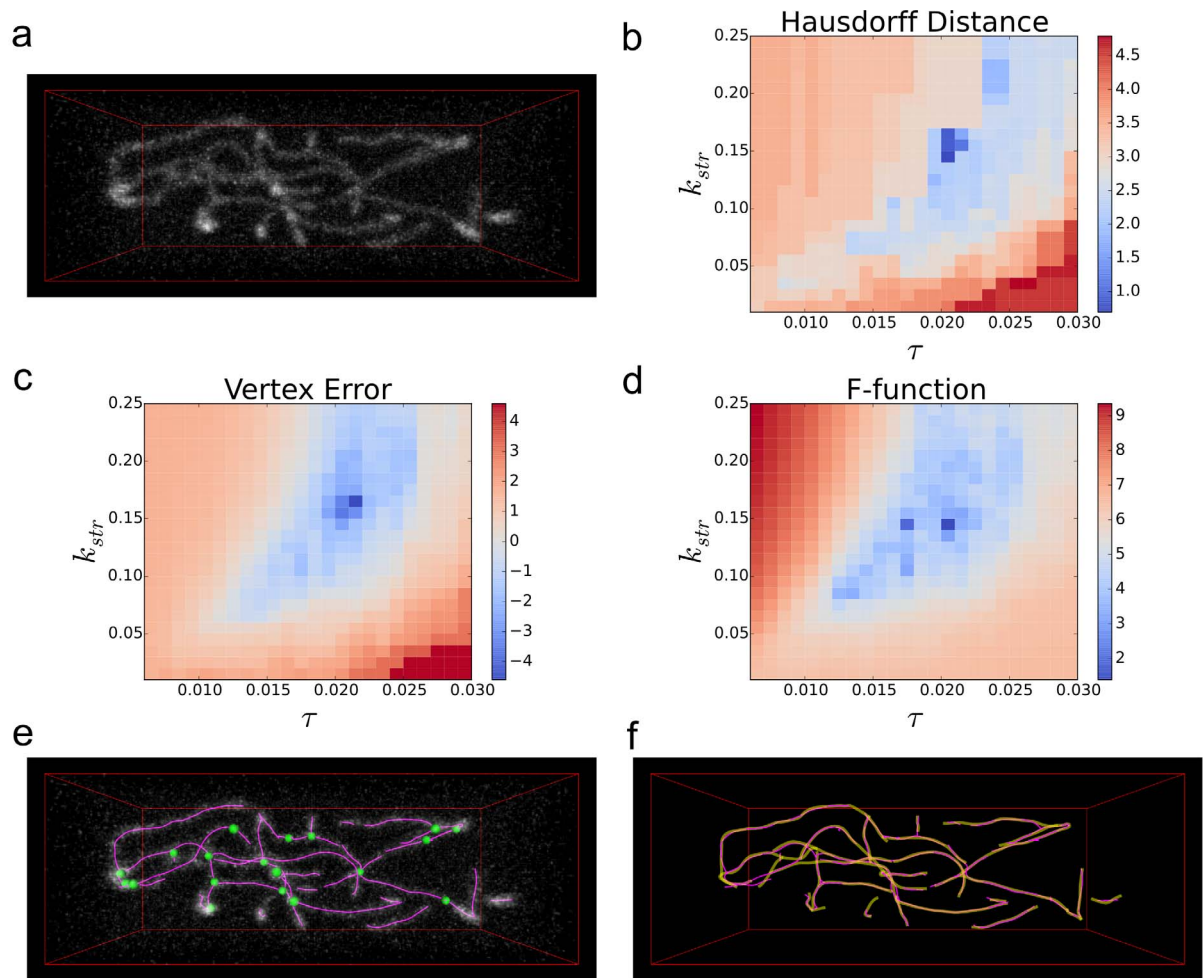 a
b
Hausdorff Distance
0.25
0.20
0.15
0.10
0.05
k_str
0.010 0.015 0.020 0.025 0.030
τ
4.5
4.0
3.5
3.0
2.5
2.0
1.5
1.0
c
Vertex Error
0.25
0.20
0.15
0.10
0.05
k_str
0.010 0.015 0.020 0.025 0.030
τ
4
3
2
1
0
−1
−2
−3
−4
d
F-function
0.25
0.20
0.15
0.10
0.05
k_str
0.010 0.015 0.020 0.025 0.030
τ
9
8
7
6
5
4
3
2
e
f